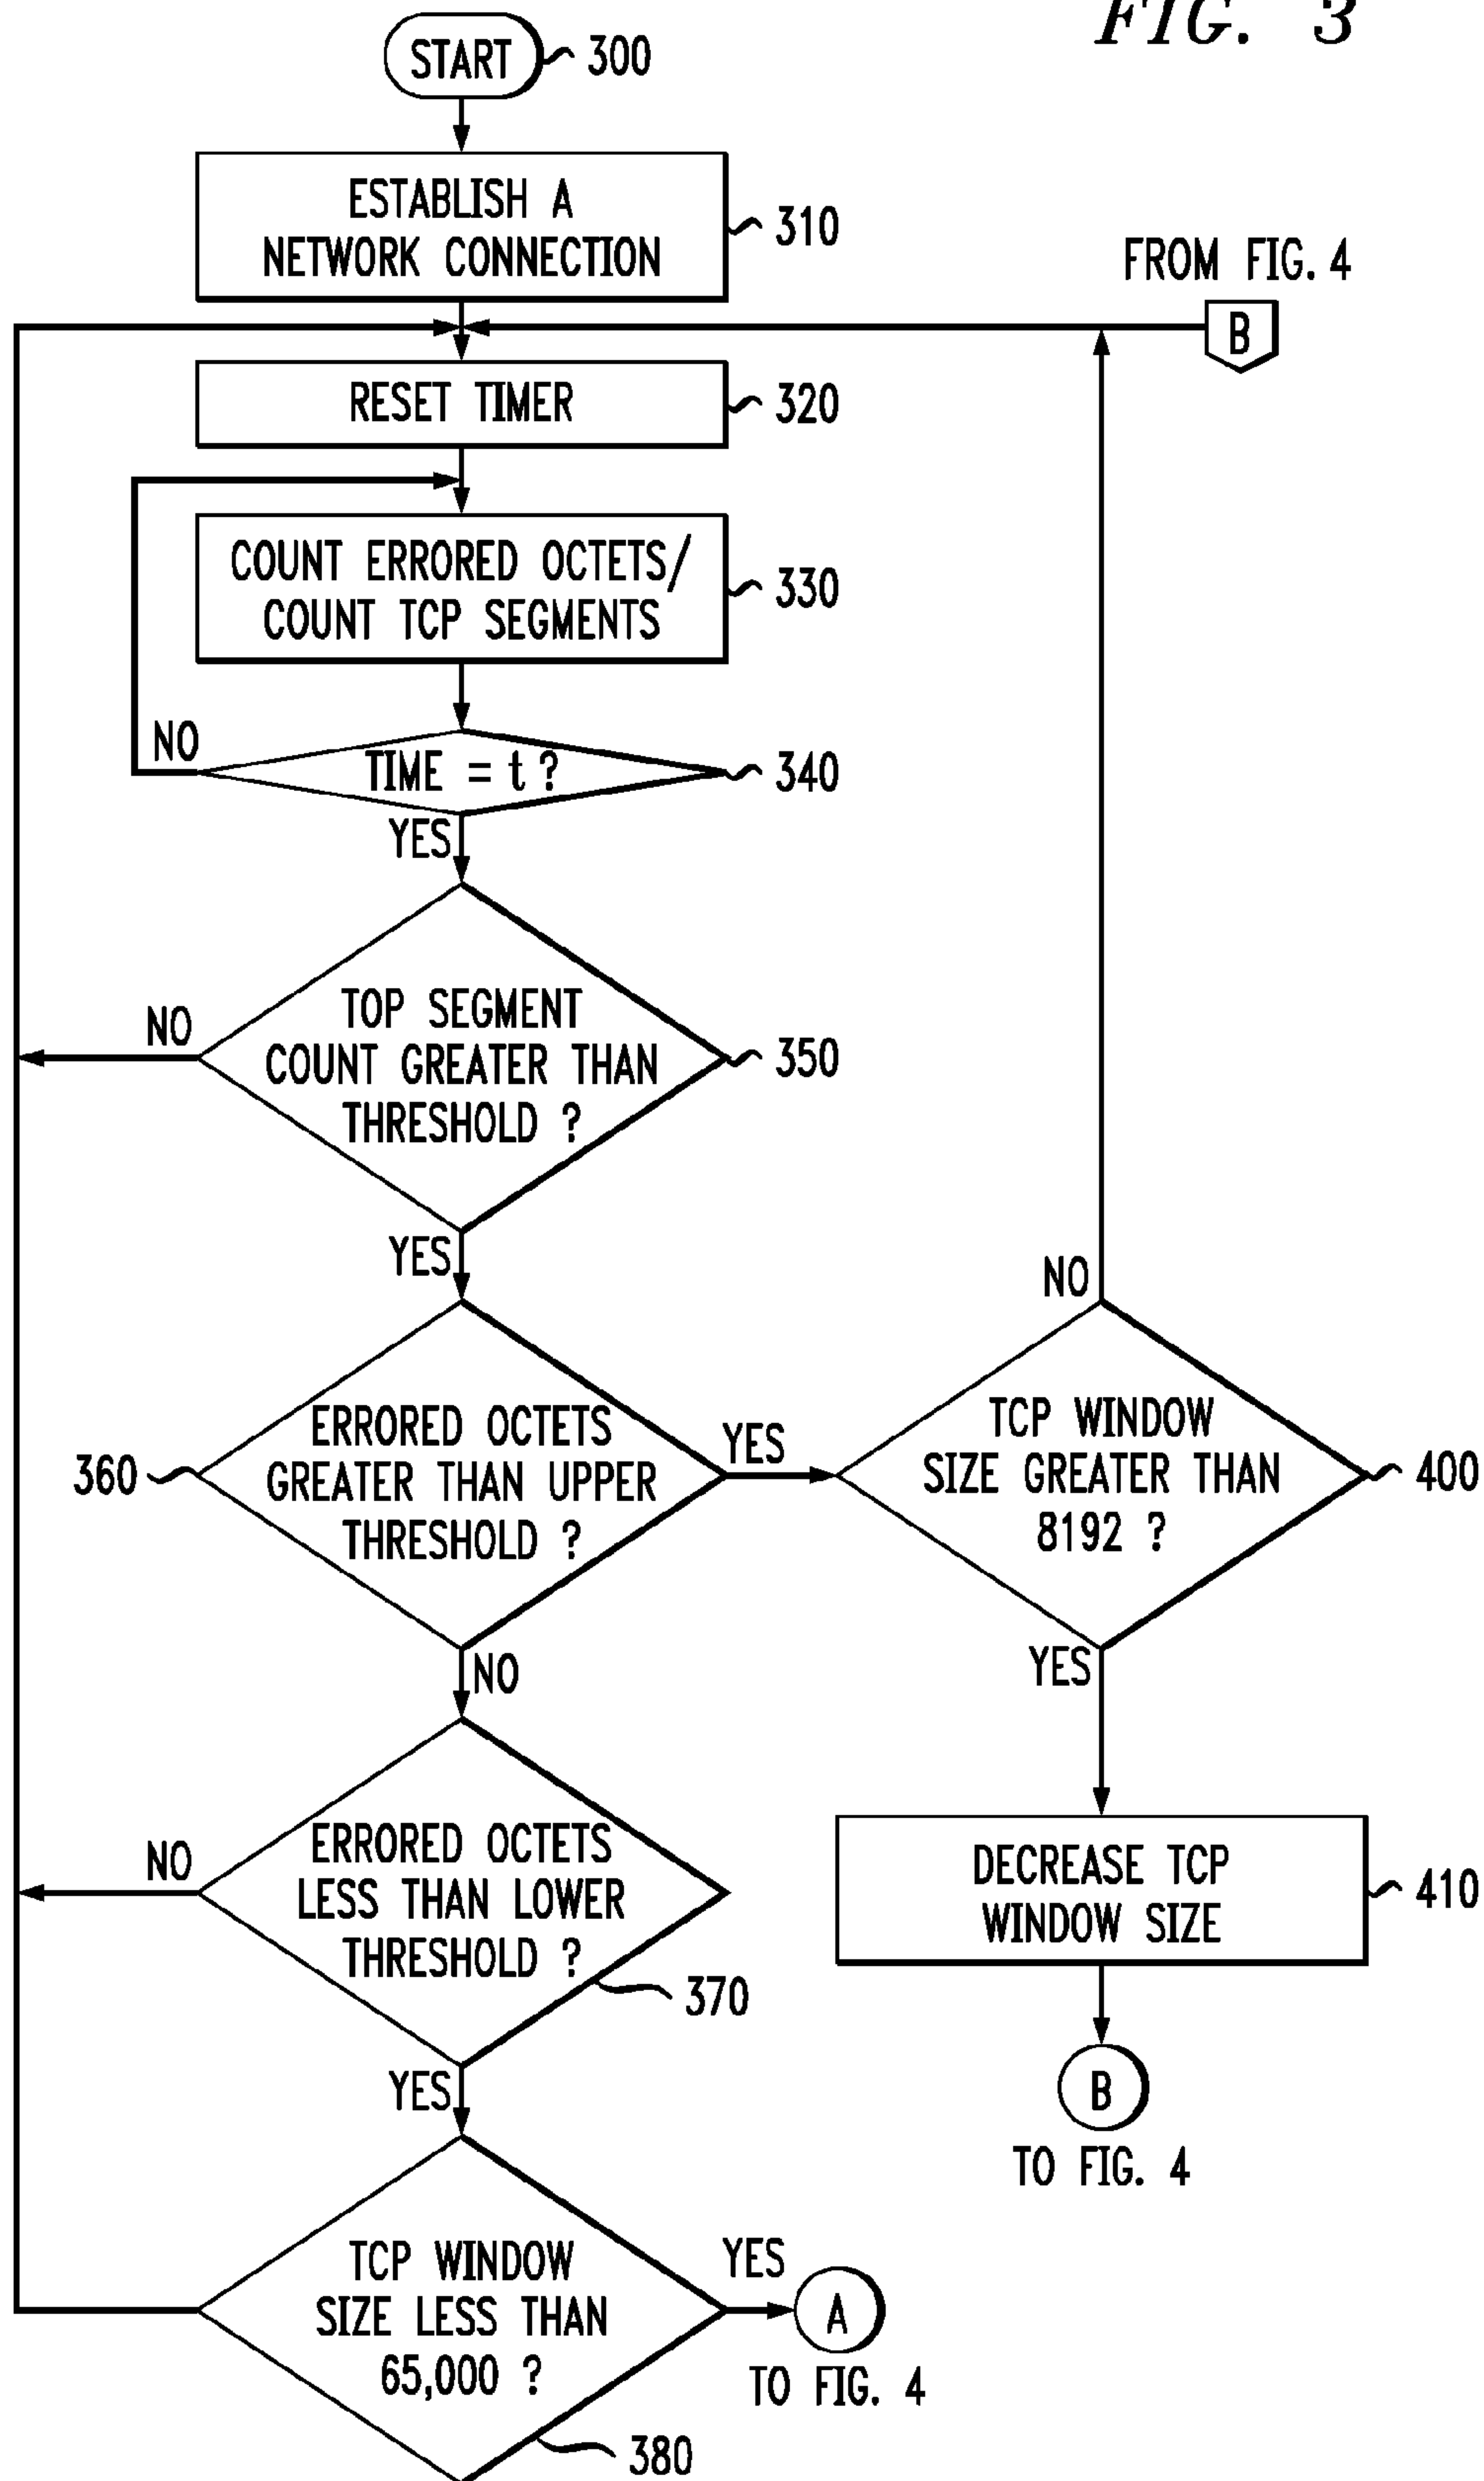 FIG. 3
START
300
ESTABLISH A
NETWORK CONNECTION
310
FROM FIG. 4
B
RESET TIMER
320
COUNT ERRORED OCTETS/
COUNT TCP SEGMENTS
330
NO
TIME = t ?
340
YES
NO
TOP SEGMENT
COUNT GREATER THAN
THRESHOLD ?
350
YES
NO
360
ERRORED OCTETS
GREATER THAN UPPER
THRESHOLD ?
YES
TCP WINDOW
SIZE GREATER THAN
8192 ?
400
NO
YES
NO
ERRORED OCTETS
LESS THAN LOWER
THRESHOLD ?
370
DECREASE TCP
WINDOW SIZE
410
YES
B
TO FIG. 4
TCP WINDOW
SIZE LESS THAN
65,000 ?
YES
A
TO FIG. 4
380